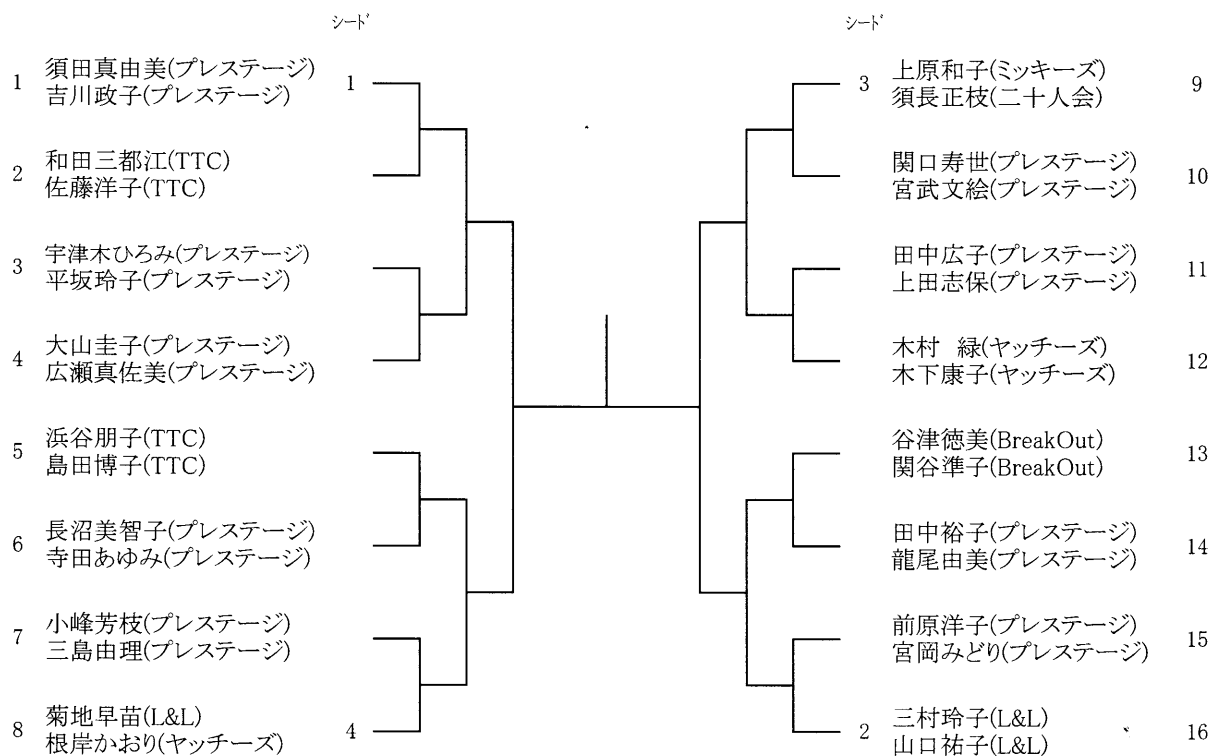 シード
1 須田真由美(プレステージ) 1
吉川政子(プレステージ)
2 和田三都江(TTC)
佐藤洋子(TTC)
3 宇津木ひろみ(プレステージ)
平坂玲子(プレステージ)
4 大山圭子(プレステージ)
広瀬真佐美(プレステージ)
5 浜谷朋子(TTC)
島田博子(TTC)
6 長沼美智子(プレステージ)
寺田あゆみ(プレステージ)
7 小峰芳枝(プレステージ)
三島由理(プレステージ)
8 菊地早苗(L&L) 4
根岸かおり(ヤッチーズ)
シード
3 上原和子(ミッキーズ) 9
須長正枝(二十人会)
関口寿世(プレステージ) 10
宮武文絵(プレステージ)
田中広子(プレステージ) 11
上田志保(プレステージ)
木村 緑(ヤッチーズ) 12
木下康子(ヤッチーズ)
谷津徳美(BreakOut) 13
関谷準子(BreakOut)
田中裕子(プレステージ) 14
龍尾由美(プレステージ)
前原洋子(プレステージ) 15
宮岡みどり(プレステージ)
2 三村玲子(L&L) 16
山口祐子(L&L)